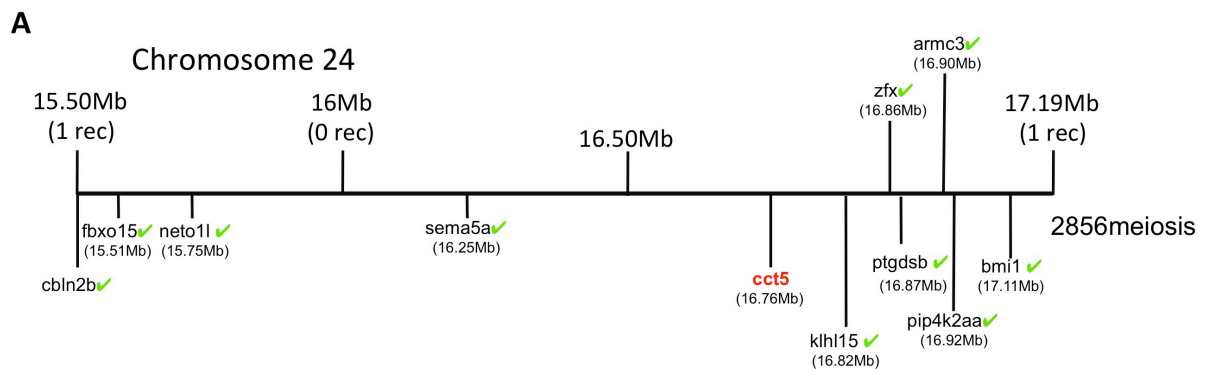 A
Chromosome 24
15.50Mb
(1 rec)
16Mb
(0 rec)
16.50Mb
zfx✔
(16.86Mb)
armc3✔
(16.90Mb)
17.19Mb
(1 rec)
fbxo15✔
(15.51Mb)
neto1l ✔
(15.75Mb)
cbln2b✔
sema5a✔
(16.25Mb)
cct5
(16.76Mb)
klhl15 ✔
(16.82Mb)
ptgdsb ✔
(16.87Mb)
pip4k2aa✔
(16.92Mb)
bmi1 ✔
(17.11Mb)
2856meiosis